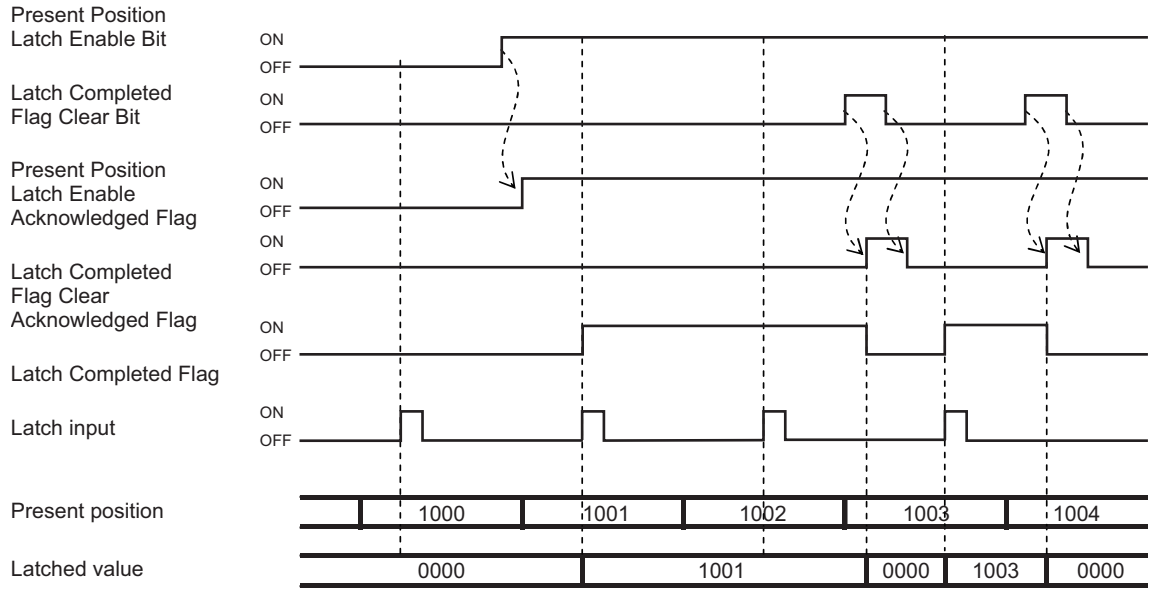 Present Position
Latch Enable Bit
ON
OFF
Latch Completed
Flag Clear Bit
ON
OFF
Present Position
Latch Enable
Acknowledged Flag
ON
OFF
Latch Completed
Flag Clear
Acknowledged Flag
ON
OFF
Latch Completed Flag
ON
OFF
Latch input
ON
OFF
Present position
1000 1001 1002 1003 1004
Latched value
0000 1001 0000 1003 0000